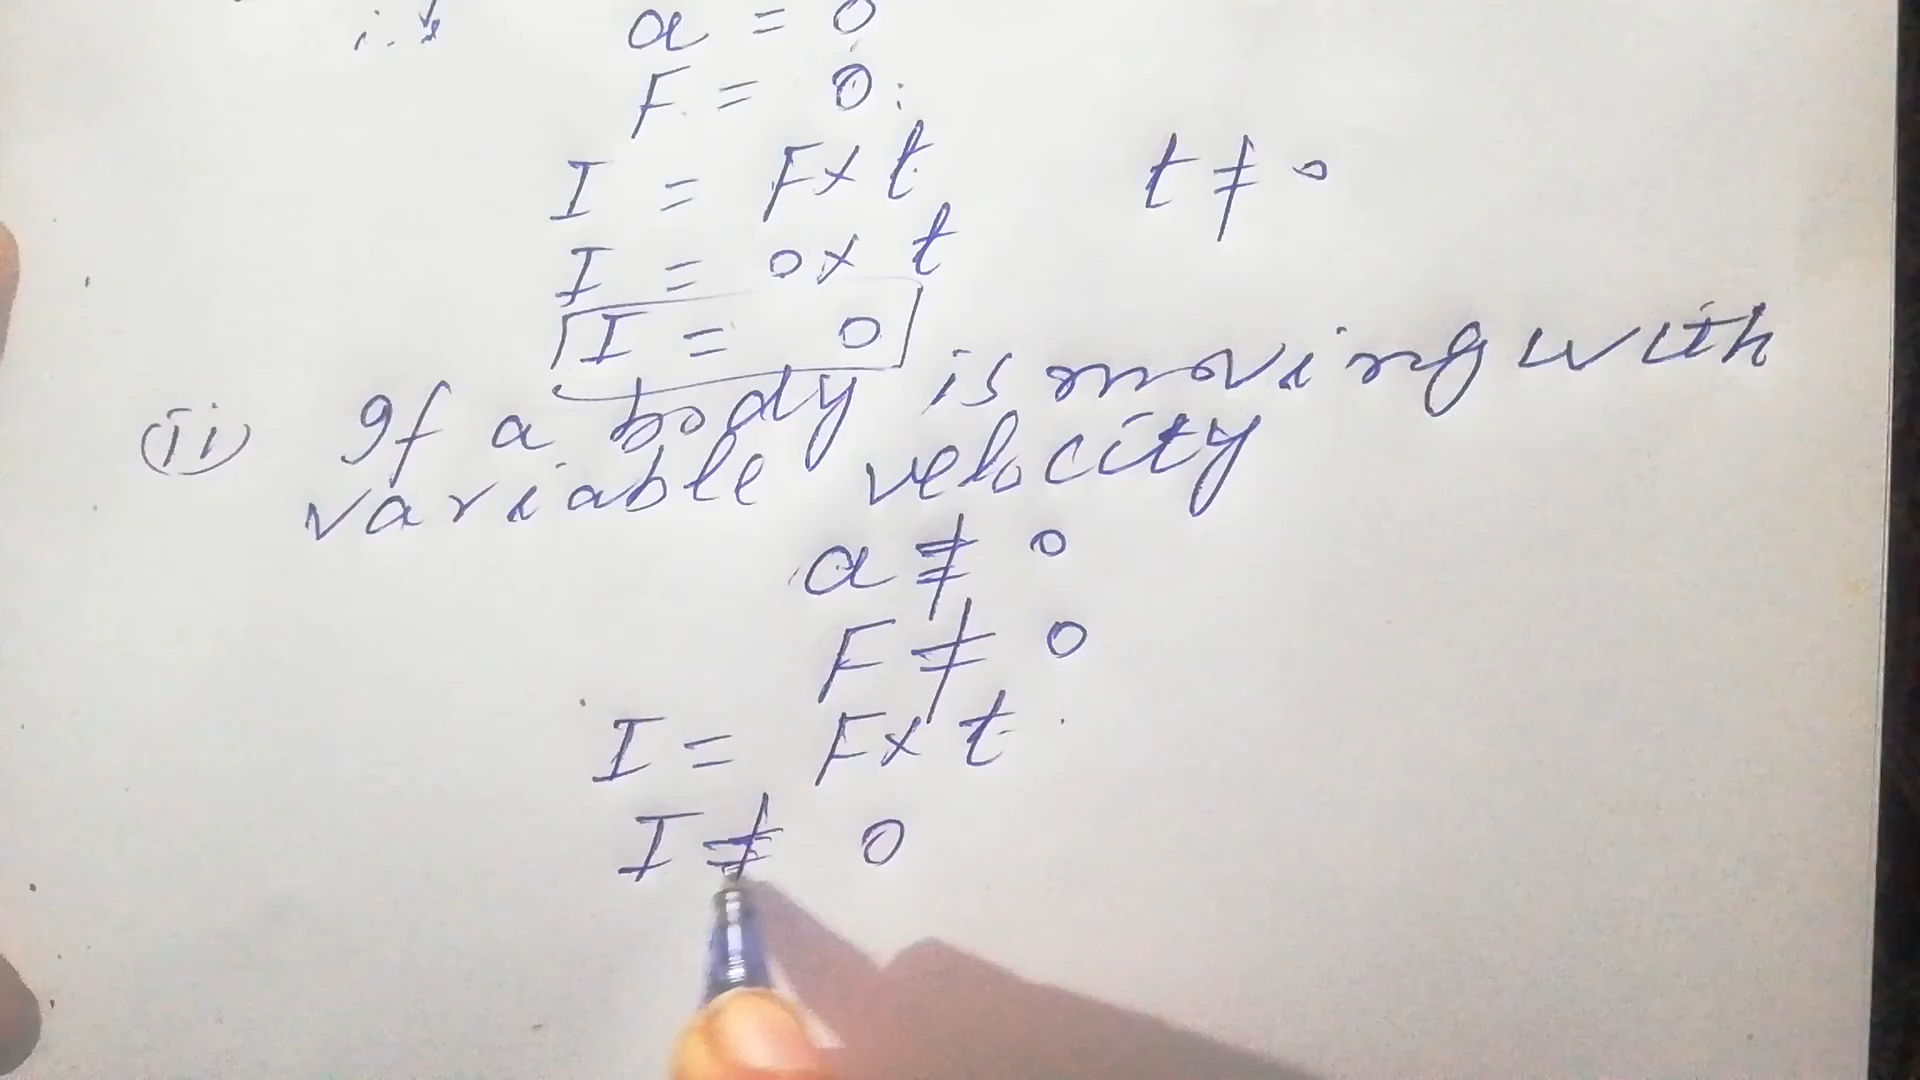 i.e a = 0
F = 0
I = F× t t ≠ 0
I = 0× t
I = 0
(ii) If a body is moving with
variable velocity
a ≠ 0
F ≠ 0
I = F× t
I ≠ 0